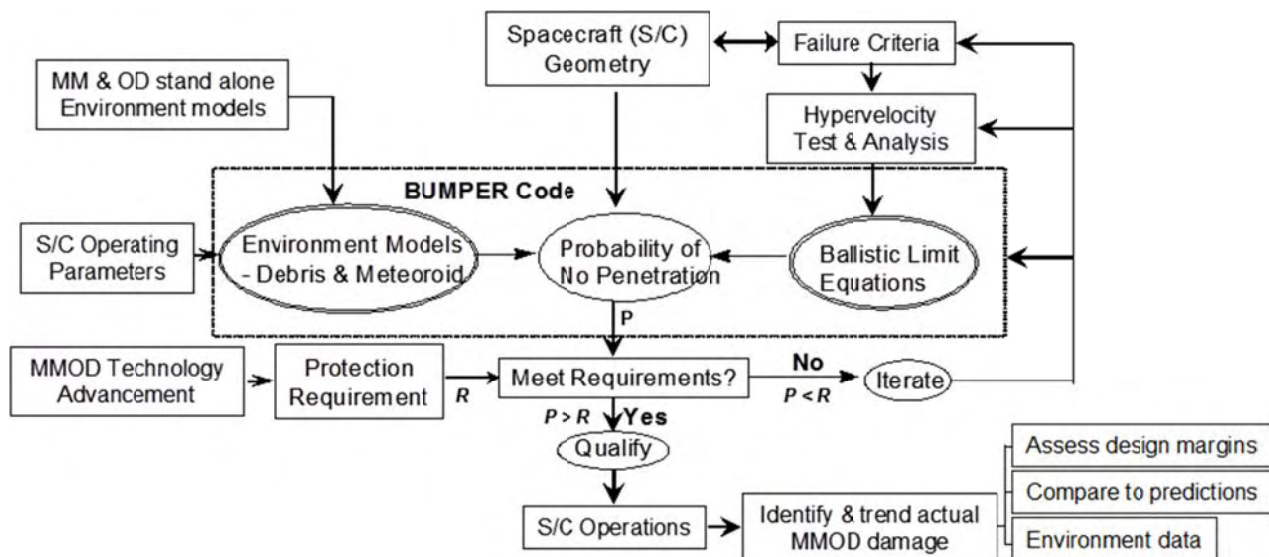 Spacecraft (S/C)
Geometry
Failure Criteria
MM & OD stand alone
Environment models
Hypervelocity
Test & Analysis
BUMPER Code
S/C Operating
Parameters
Environment Models
- Debris & Meteoroid
Probability of
No Penetration
Ballistic Limit
Equations
P
MMOD Technology
Advancement
Protection
Requirement
R
Meet Requirements?
No
P < R
Iterate
P > R Yes
Qualify
S/C Operations
Identify & trend actual
MMOD damage
Assess design margins
Compare to predictions
Environment data